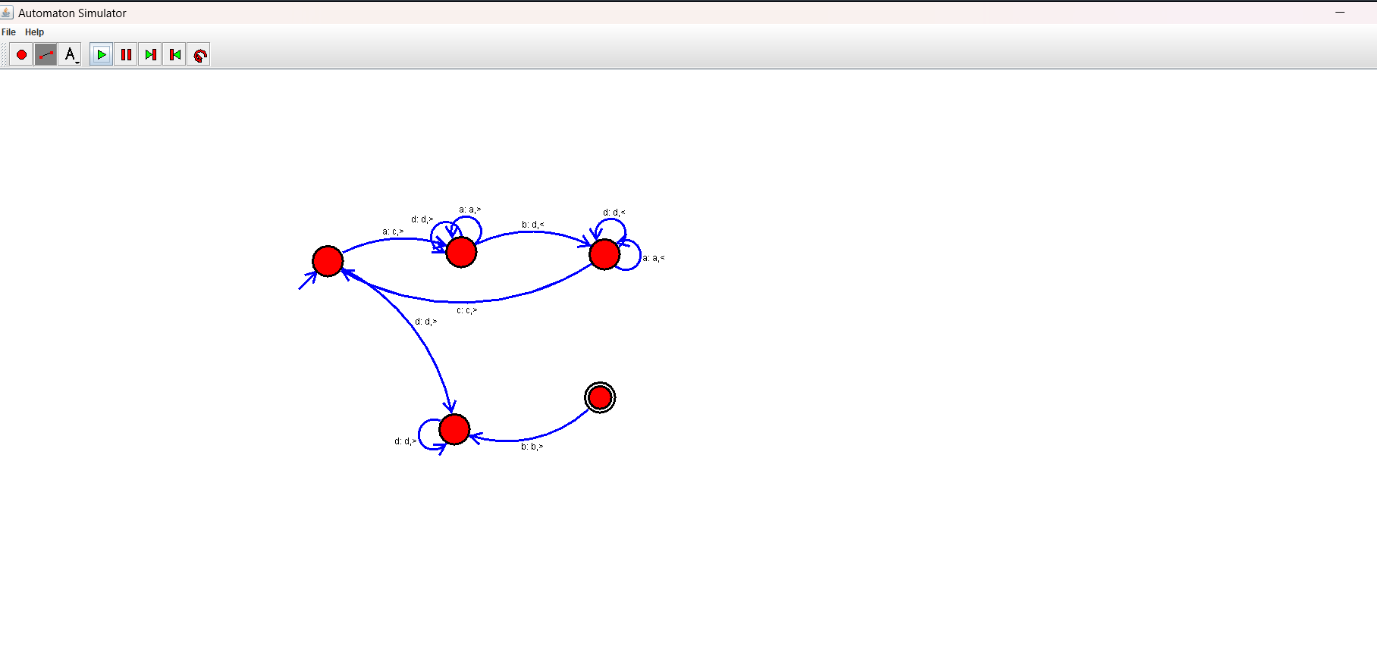 Automaton Simulator
File Help
A
a: a,>
d: d,>
d: d,<
b: d,<
a: c,>
a: a,<
c: c,>
d: d,>
d: d,>
b: b,>